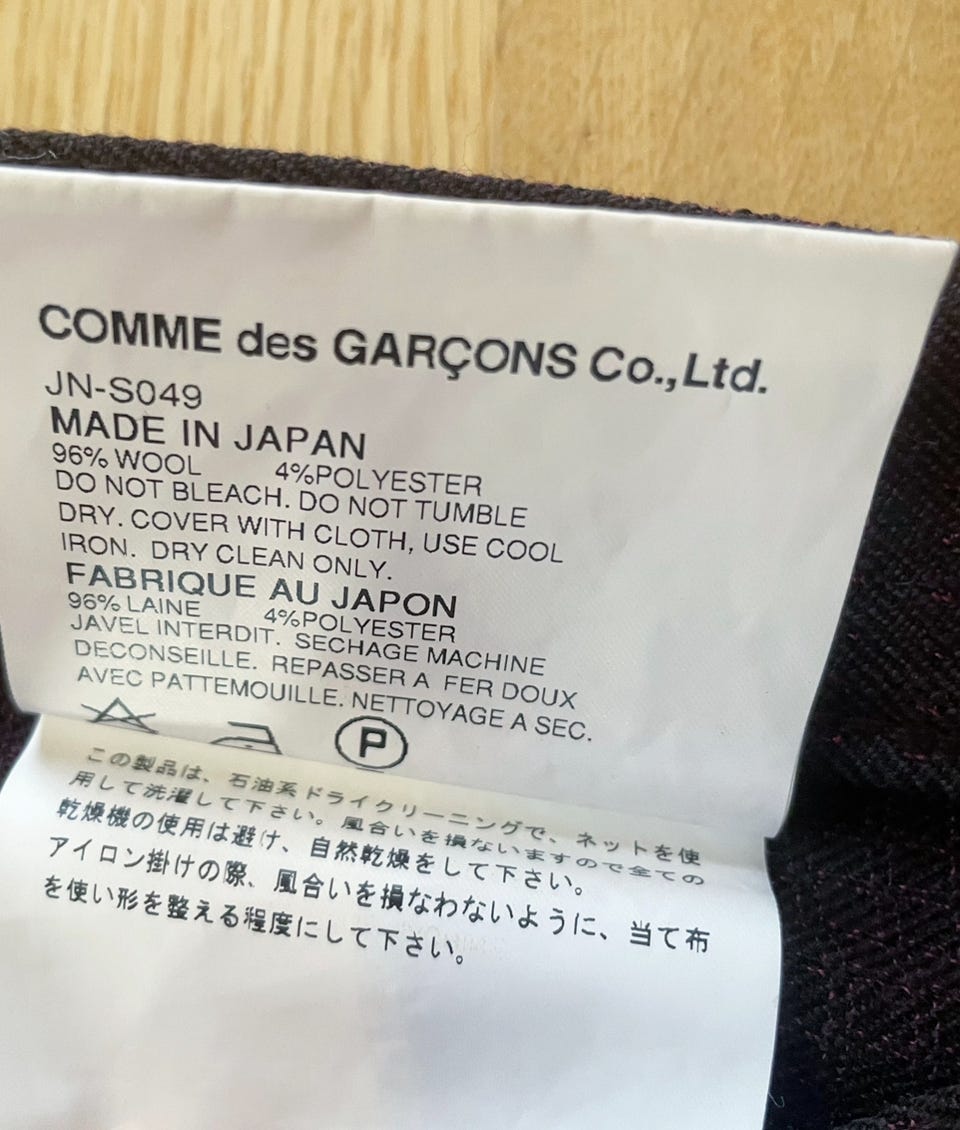 COMME des GARÇONS Co.,Ltd.
JN-S049
MADE IN JAPAN
96% WOOL 4%POLYESTER
DO NOT BLEACH. DO NOT TUMBLE
DRY. COVER WITH CLOTH, USE COOL
IRON. DRY CLEAN ONLY.
FABRIQUE AU JAPON
96% LAINE 4%POLYESTER
JAVEL INTERDIT. SECHAGE MACHINE
DECONSEILLE. REPASSER A FER DOUX
AVEC PATTEMOUILLE. NETTOYAGE A SEC.
P
この製品は、石油系ドライクリーニングで、ネットを使
用して洗濯して下さい。風合いを損ないますので全ての
乾燥機の使用は避け、自然乾燥をして下さい。
アイロン掛けの際、風合いを損なわないように、当て布
を使い形を整える程度にして下さい。